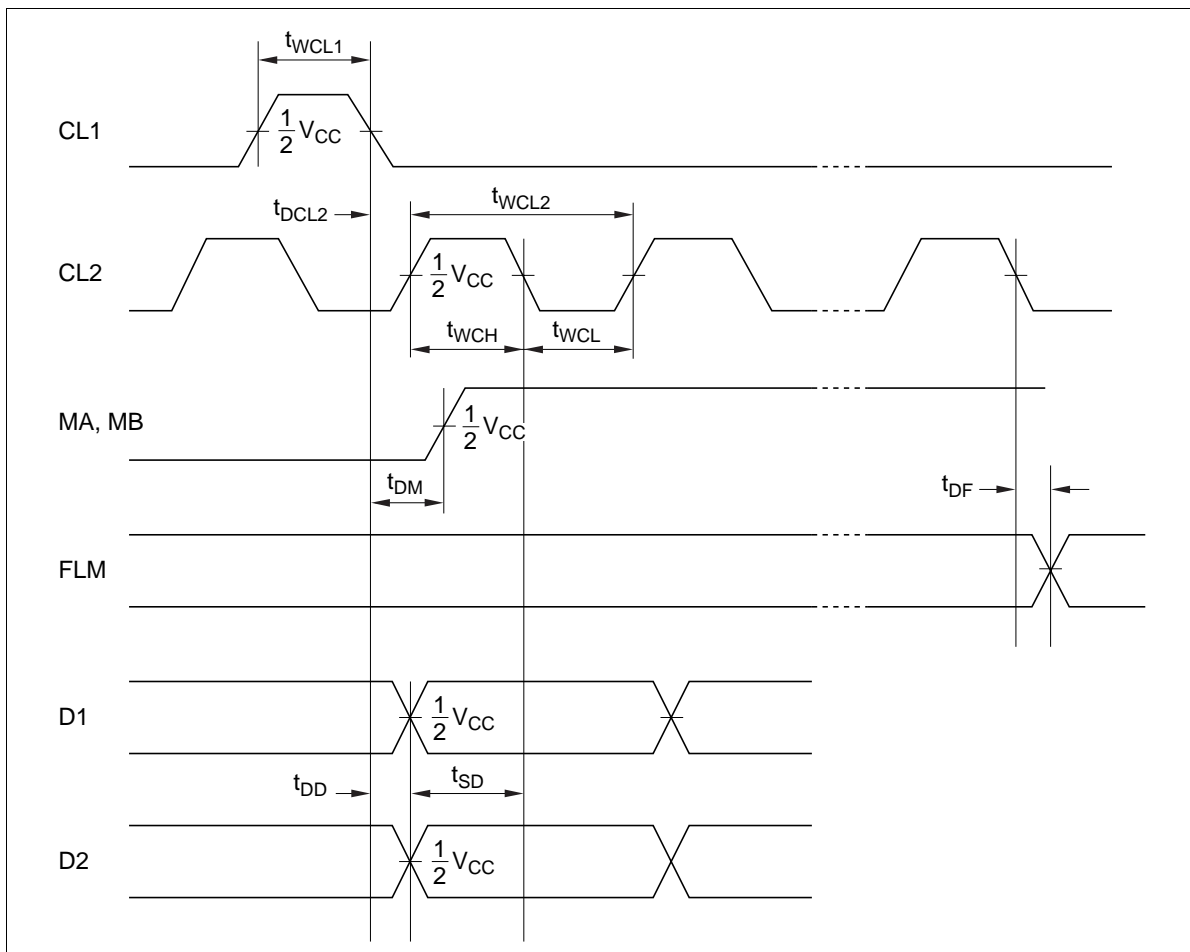 tWCL1
CL1
1/2 VCC
tDCL2
tWCL2
CL2
1/2 VCC
tWCH
tWCL
MA, MB
1/2 VCC
tDM
tDF
FLM
D1
1/2 VCC
tDD
tSD
D2
1/2 VCC